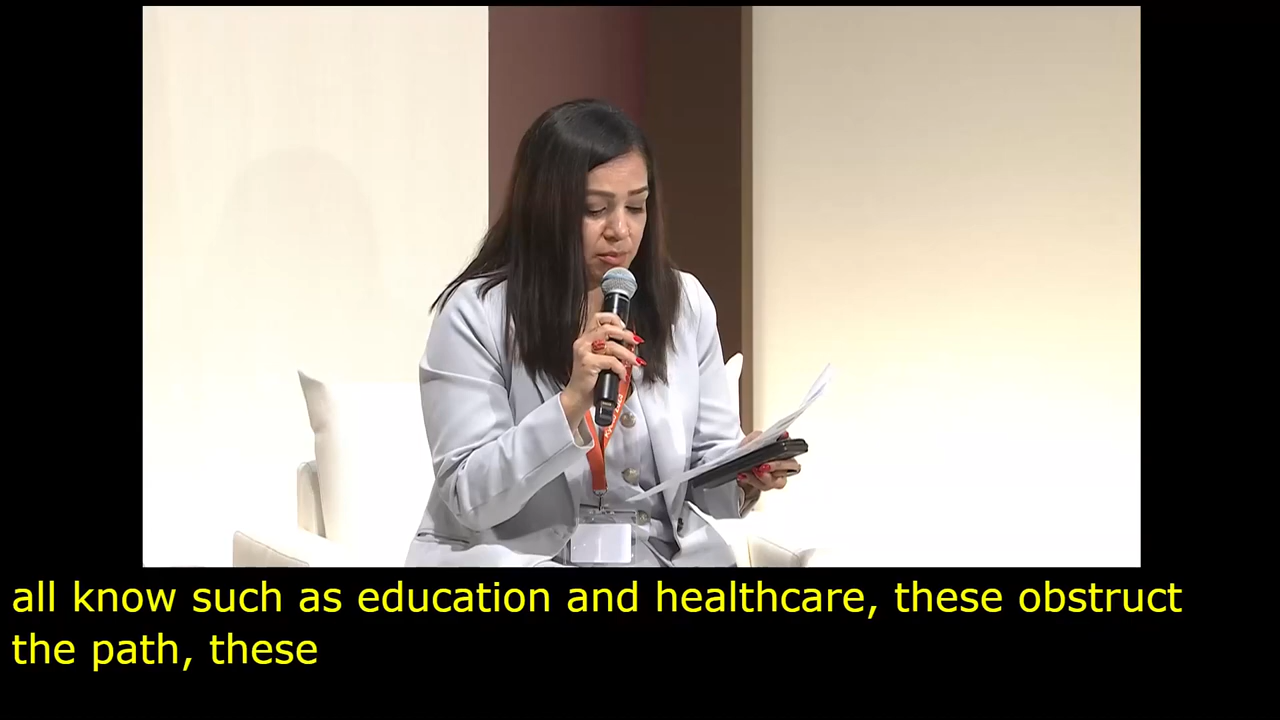 all know such as education and healthcare, these obstruct
the path, these